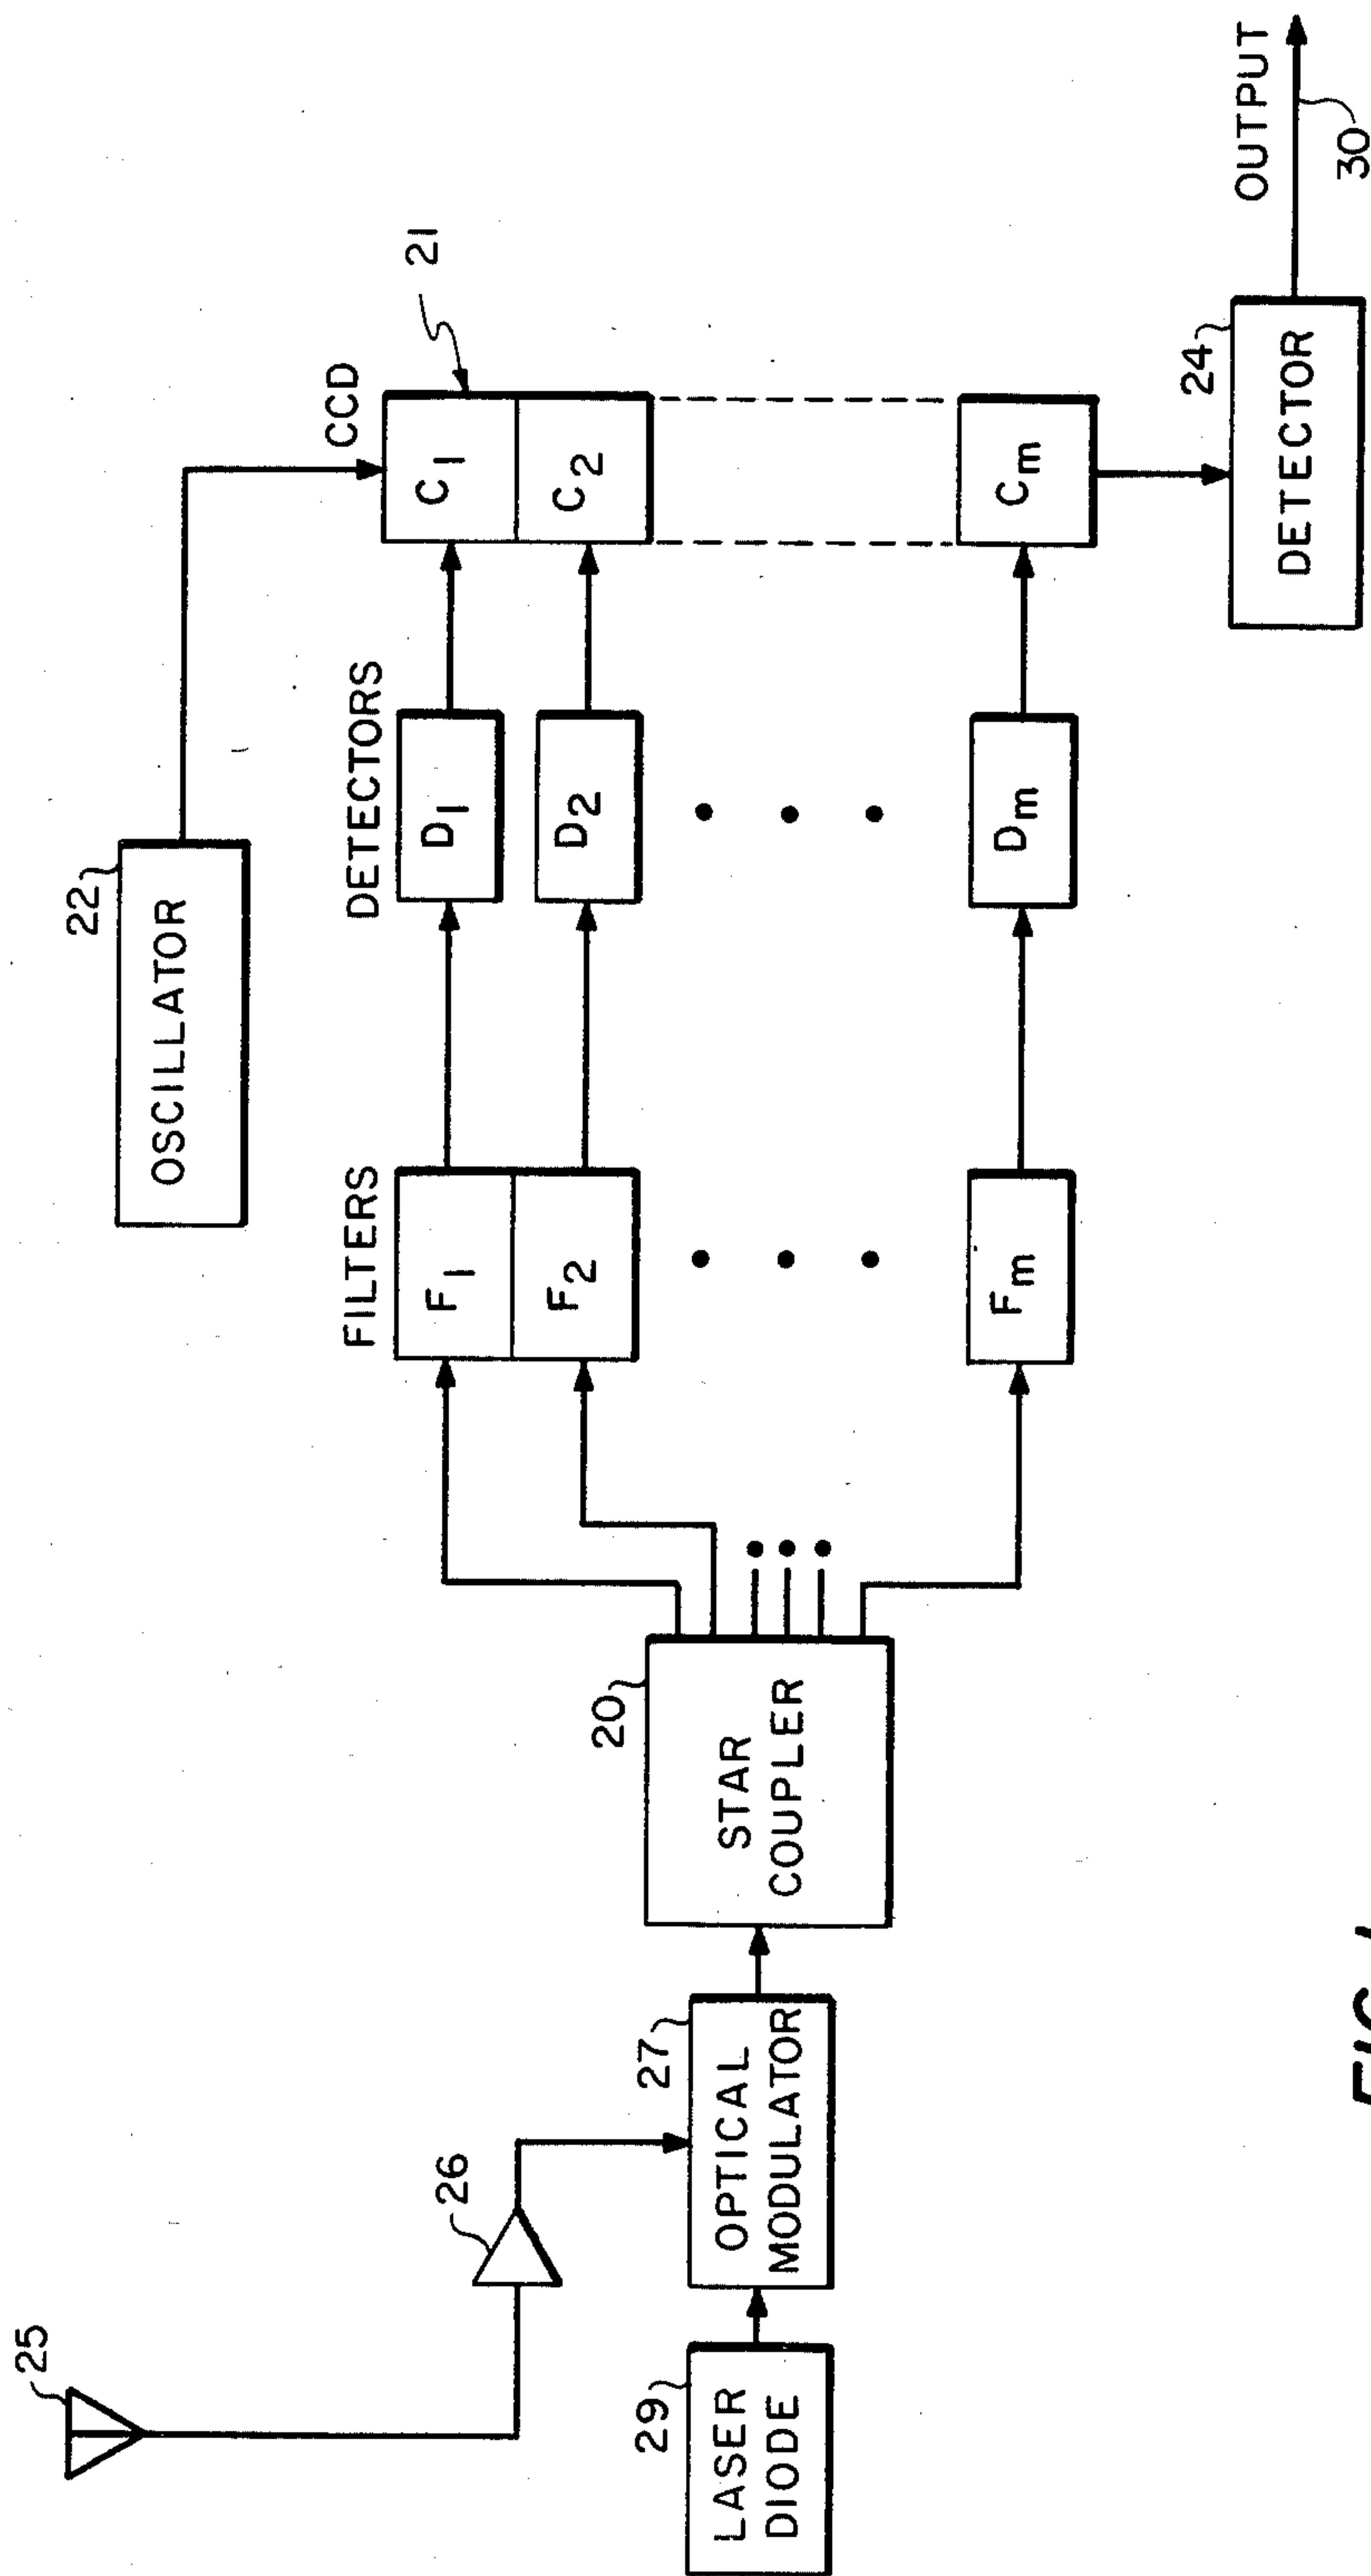 25
26
29
LASER
DIODE
27
OPTICAL
MODULATOR
20
STAR
COUPLER
FILTERS
F1
F2
Fm
22
OSCILLATOR
DETECTORS
D1
D2
Dm
CCD
21
C1
C2
Cm
24
DETECTOR
OUTPUT
30